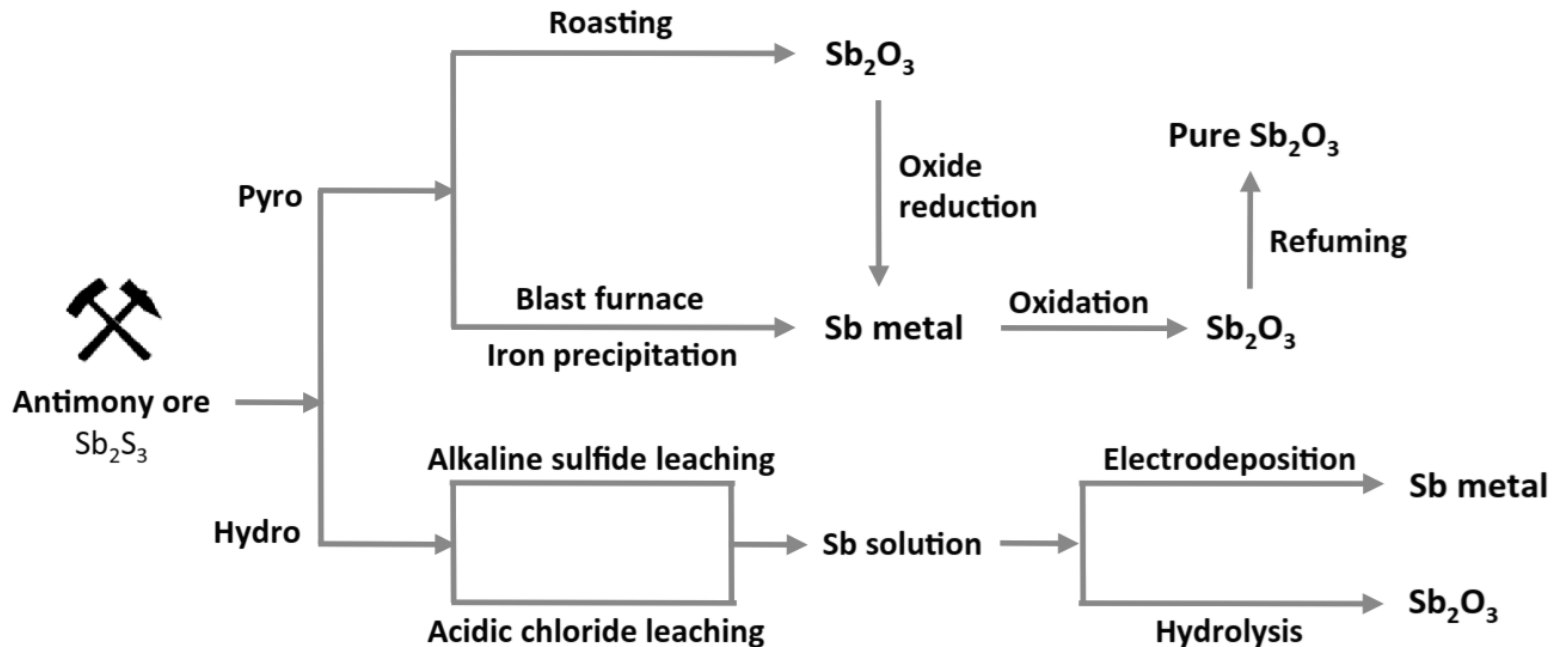 Roasting
Sb₂O₃
Pure Sb₂O₃
Oxide
reduction
Pyro
Refuming
Blast furnace
Sb metal
Oxidation
Sb₂O₃
Iron precipitation
Antimony ore
Sb₂S₃
Alkaline sulfide leaching
Electrodeposition
Sb metal
Hydro
Sb solution
Sb₂O₃
Acidic chloride leaching
Hydrolysis